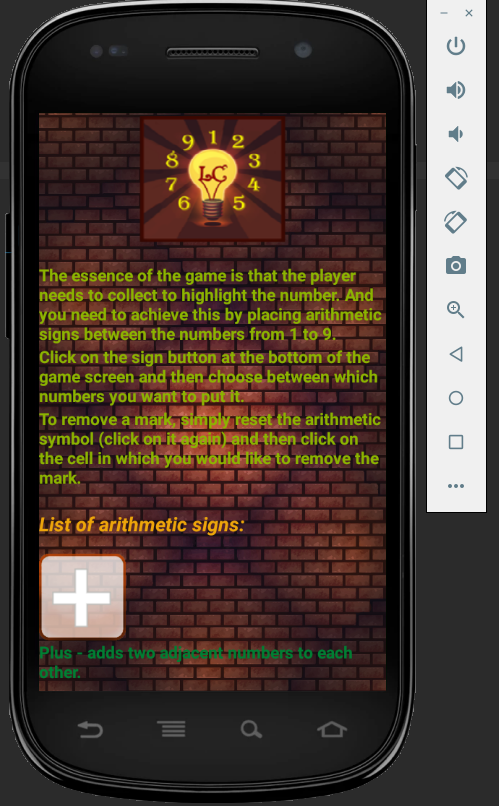 9 1 2
8 3
LC
7 4
6 5
The essence of the game is that the player
needs to collect to highlight the number. And
you need to achieve this by placing arithmetic
signs between the numbers from 1 to 9.
Click on the sign button at the bottom of the
game screen and then choose between which
numbers you want to put it.
To remove a mark, simply reset the arithmetic
symbol (click on it again) and then click on
the cell in which you would like to remove the
mark.
List of arithmetic signs:
+
Plus - adds two adjacent numbers to each
other.